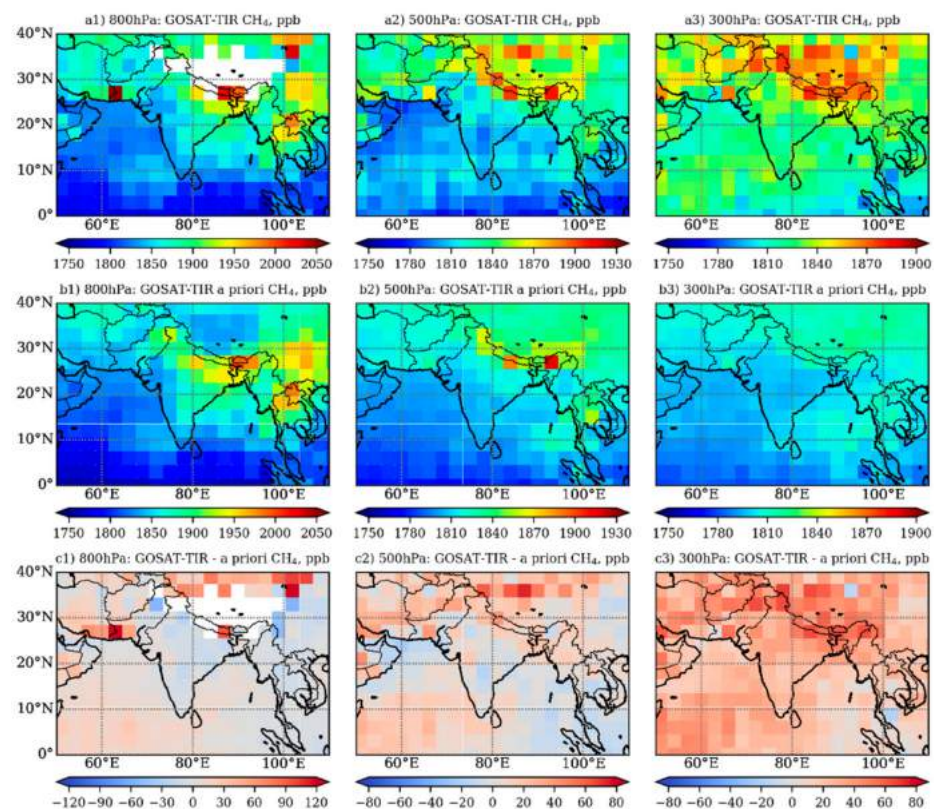 a1) 800hPa: GOSAT-TIR CH₄, ppb
a2) 500hPa: GOSAT-TIR CH₄, ppb
a3) 300hPa: GOSAT-TIR CH₄, ppb
40°N
30°N
20°N
10°N
0°
60°E 80°E 100°E
60°E 80°E 100°E
60°E 80°E 100°E
1750 1800 1850 1900 1950 2000 2050
1750 1780 1810 1840 1870 1900 1930
1750 1780 1810 1840 1870 1900
b1) 800hPa: GOSAT-TIR a priori CH₄, ppb
b2) 500hPa: GOSAT-TIR a priori CH₄, ppb
b3) 300hPa: GOSAT-TIR a priori CH₄, ppb
40°N
30°N
20°N
10°N
0°
60°E 80°E 100°E
60°E 80°E 100°E
60°E 80°E 100°E
1750 1800 1850 1900 1950 2000 2050
1750 1780 1810 1840 1870 1900 1930
1750 1780 1810 1840 1870 1900
c1) 800hPa: GOSAT-TIR - a priori CH₄, ppb
c2) 500hPa: GOSAT-TIR - a priori CH₄, ppb
c3) 300hPa: GOSAT-TIR - a priori CH₄, ppb
40°N
30°N
20°N
10°N
0°
60°E 80°E 100°E
60°E 80°E 100°E
60°E 80°E 100°E
−120 −90 −60 −30 0 30 60 90 120
−80 −60 −40 −20 0 20 40 60 80
−80 −60 −40 −20 0 20 40 60 80